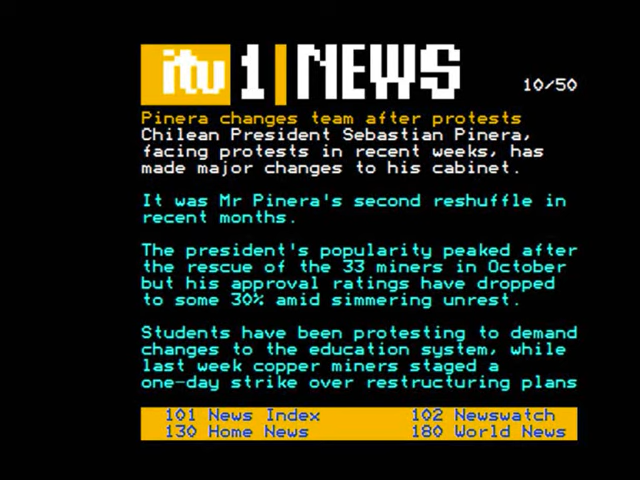 itv 1 | NEWS
10/50
Pinera changes team after protests
Chilean President Sebastian Pinera,
facing protests in recent weeks, has
made major changes to his cabinet.
It was Mr Pinera's second reshuffle in
recent months.
The president's popularity peaked after
the rescue of the 33 miners in October
but his approval ratings have dropped
to some 30% amid simmering unrest.
Students have been protesting to demand
changes to the education system, while
last week copper miners staged a
one-day strike over restructuring plans
101 News Index 102 Newswatch
130 Home News 180 World News